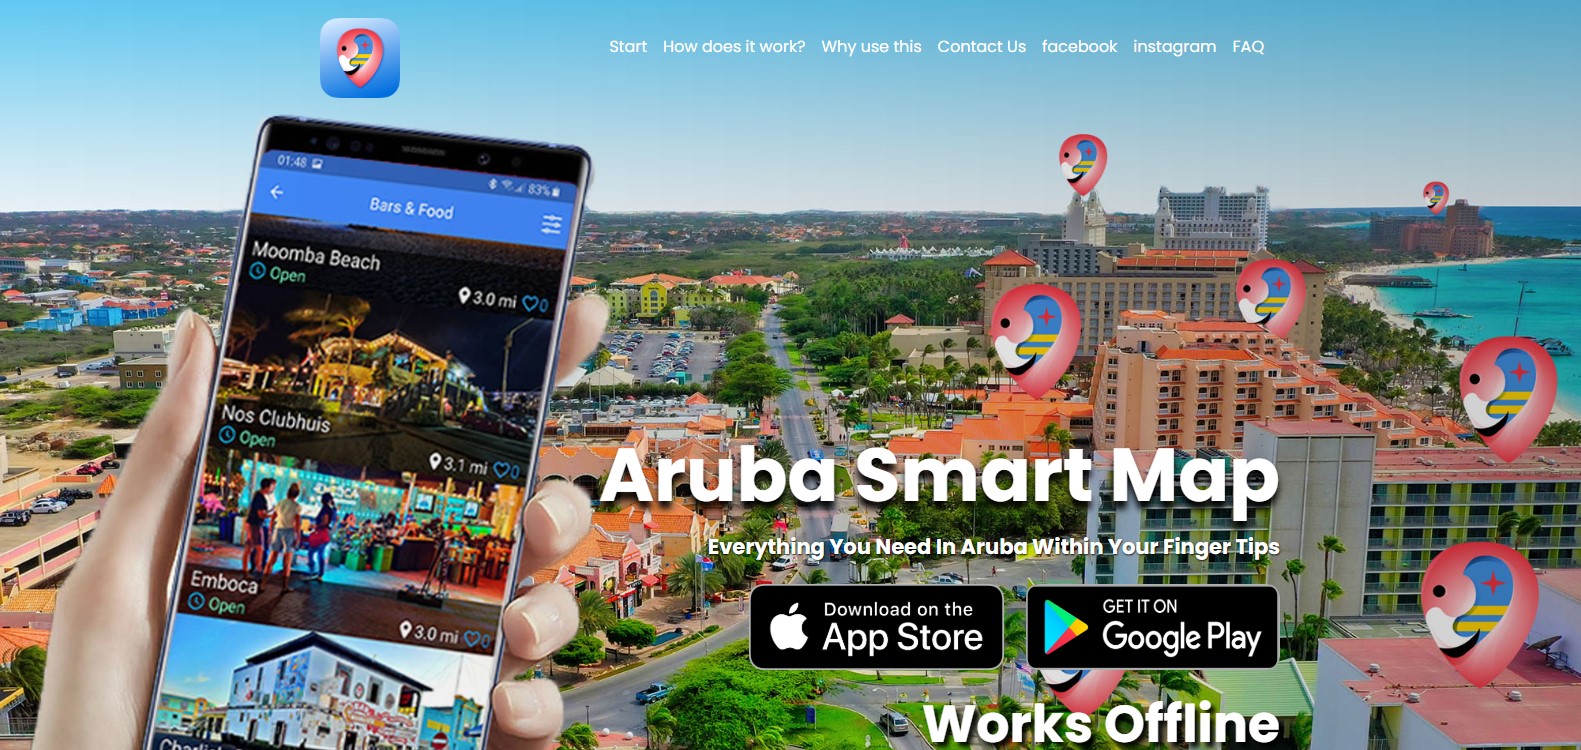 Start How does it work? Why use this Contact Us facebook instagram FAQ
01:48
83%
Bars & Food
Moomba Beach
Open
3.0 mi 0
Nos Clubhuis
Open
3.1 mi 0
Emboca
Open
3.0 mi 0
Aruba Smart Map
Everything You Need In Aruba Within Your Finger Tips
Download on the
App Store
GET IT ON
Google Play
Works Offline